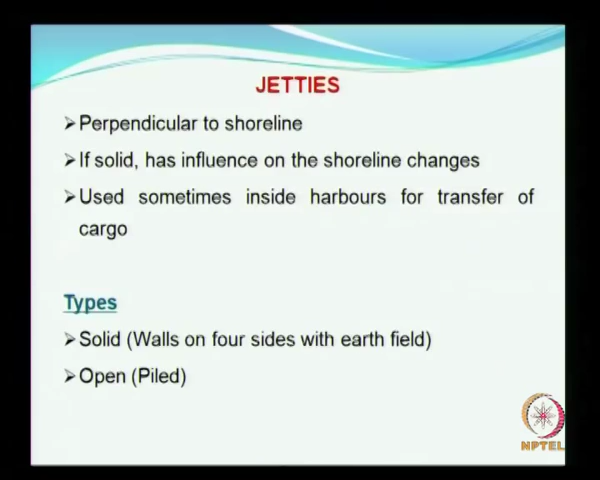 JETTIES
➢Perpendicular to shoreline
➢If solid, has influence on the shoreline changes
➢Used sometimes inside harbours for transfer of
cargo
Types
➢Solid (Walls on four sides with earth field)
➢Open (Piled)
NPTEL